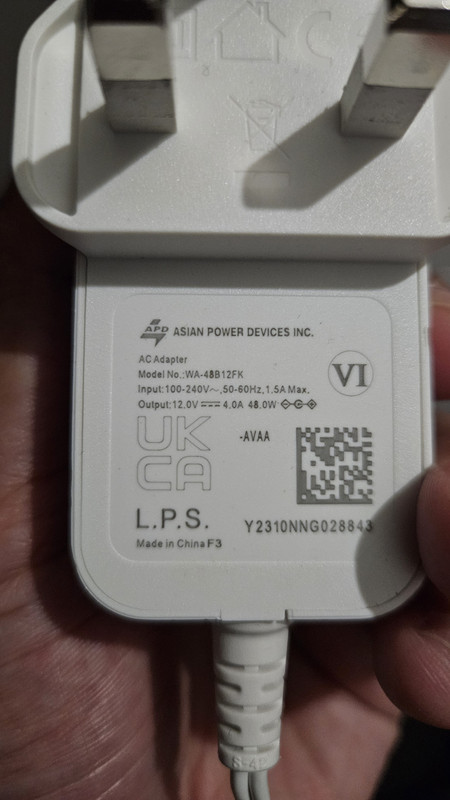 APD ASIAN POWER DEVICES INC.
AC Adapter
Model No.:WA-48B12FK
Input:100-240V~,50-60Hz,1.5A Max.
Output:12.0V⎓4.0A 48.0W
VI
UK
CA
-AVAA
L.P.S.
Y2310NNG028843
Made in China F3